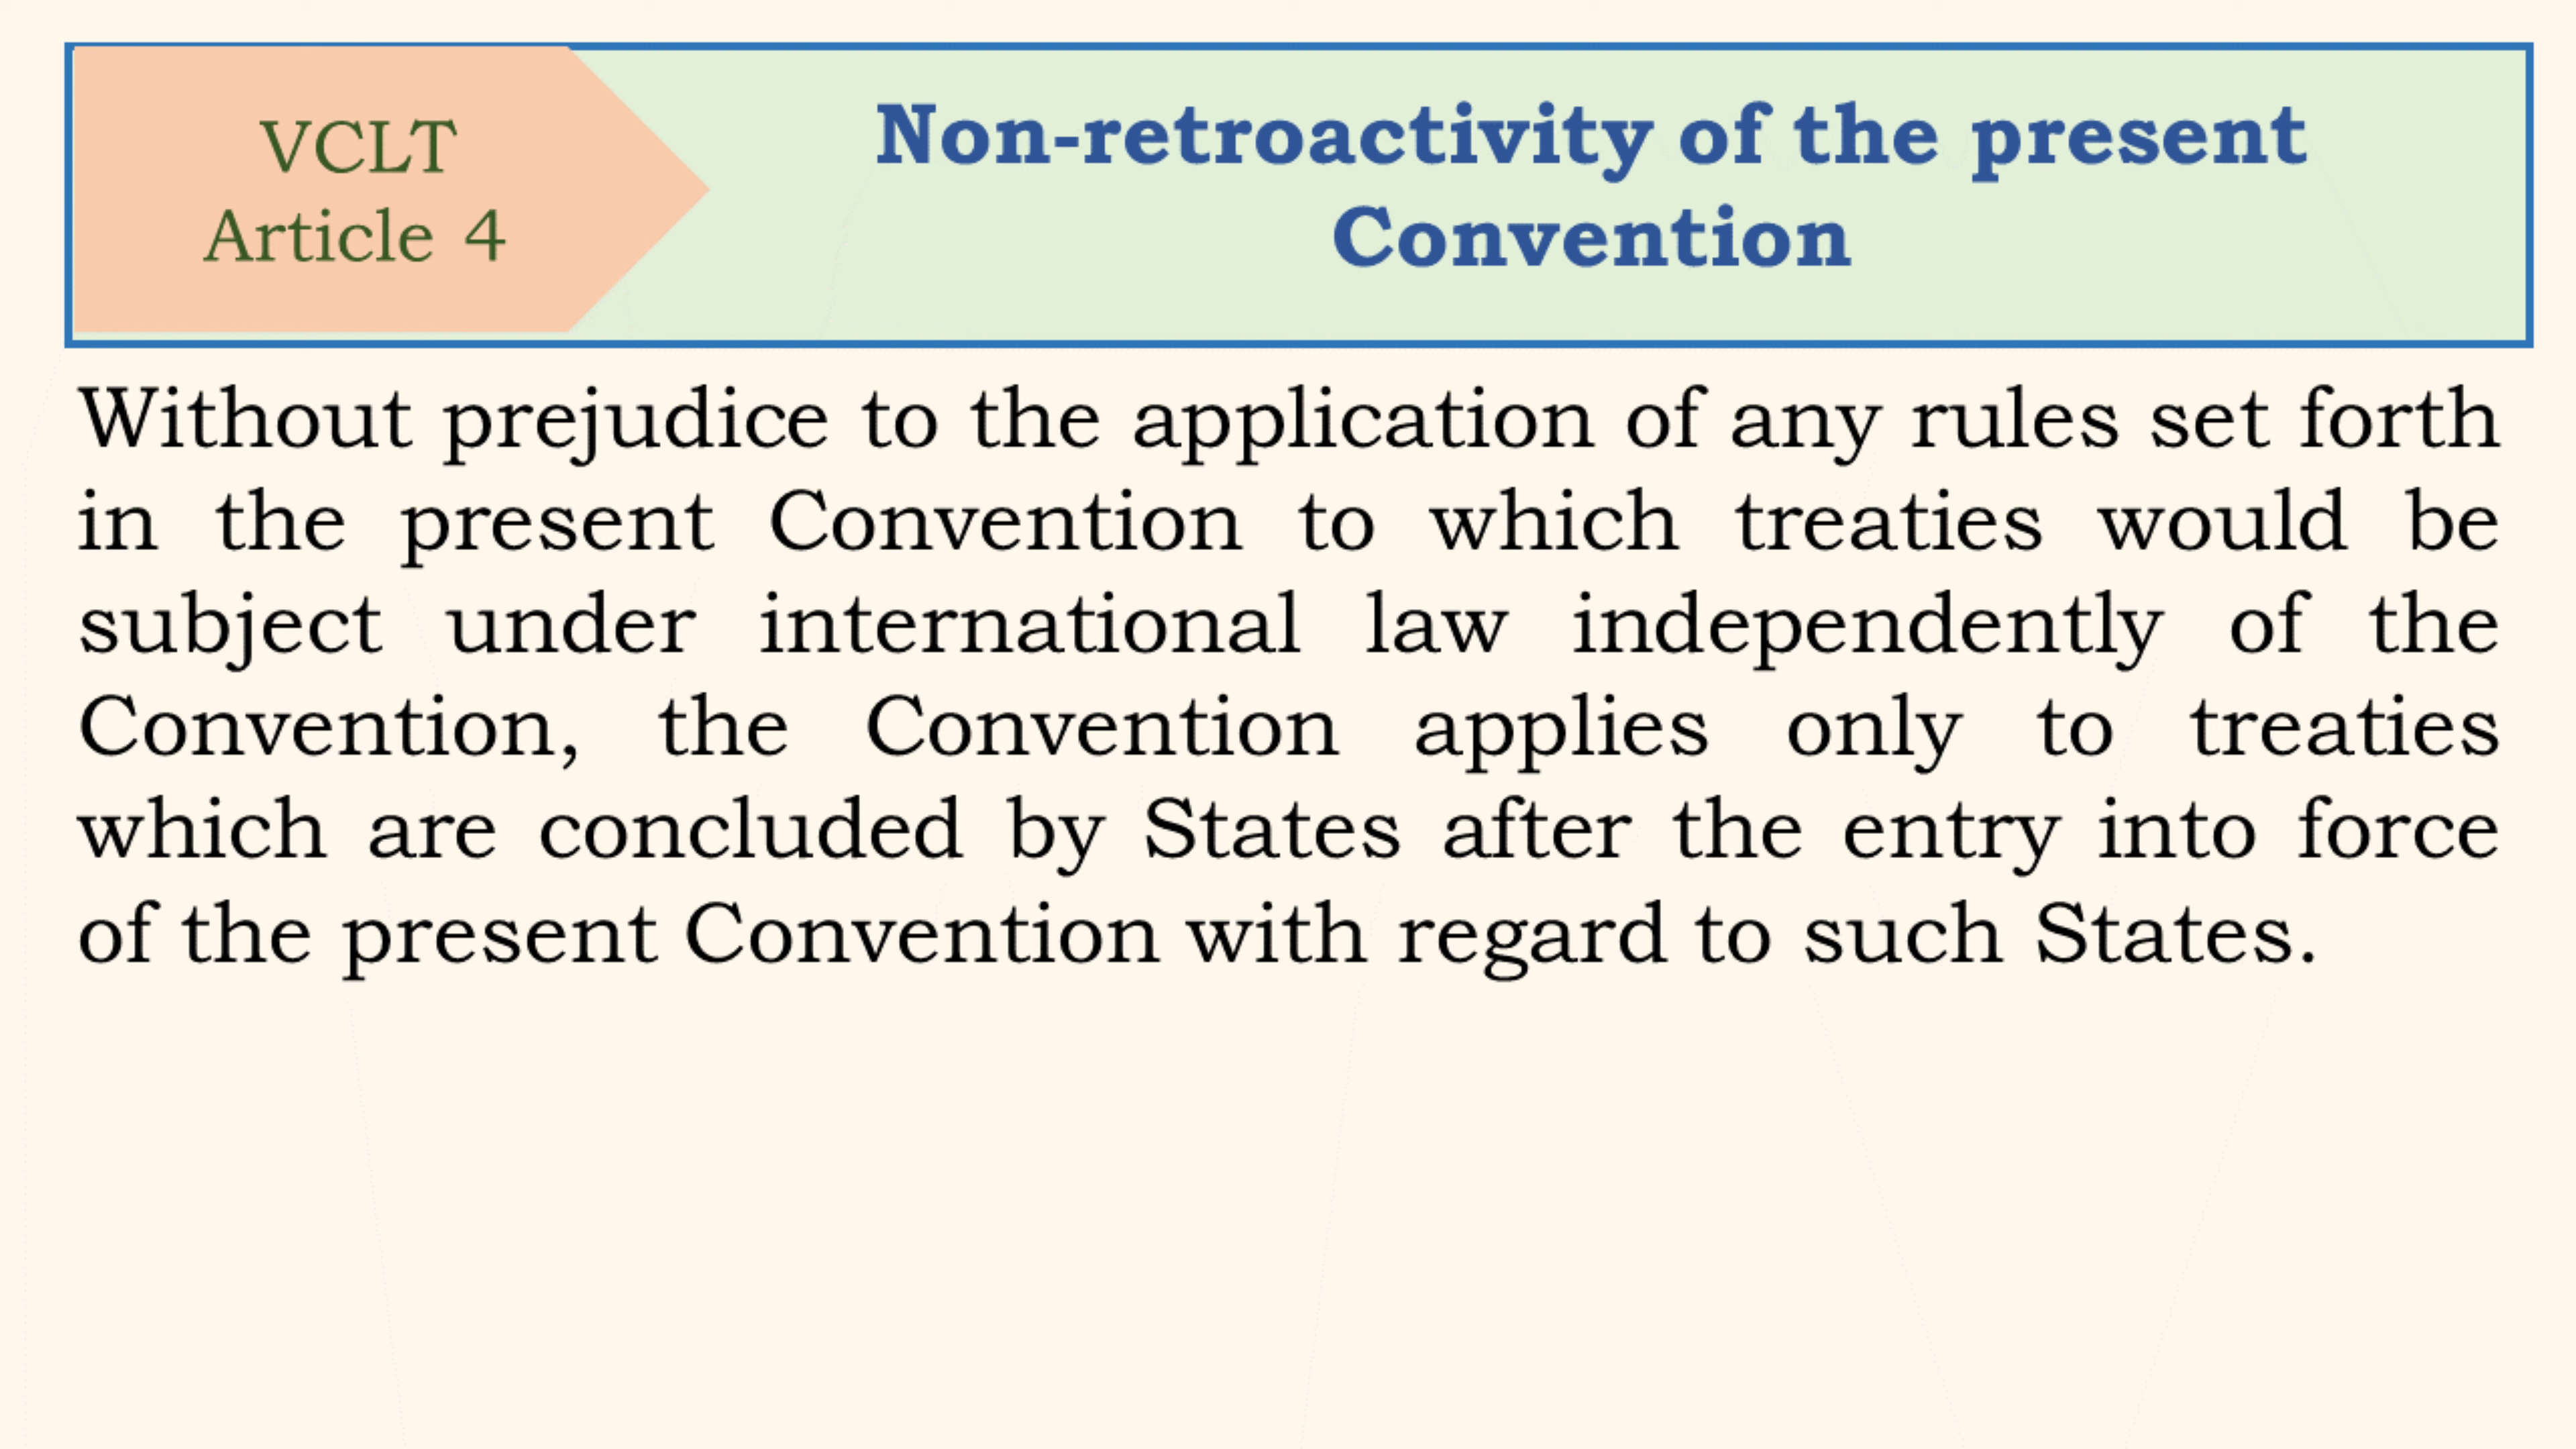 VCLT
Article 4
Non-retroactivity of the present
Convention
Without prejudice to the application of any rules set forth
in the present Convention to which treaties would be
subject under international law independently of the
Convention, the Convention applies only to treaties
which are concluded by States after the entry into force
of the present Convention with regard to such States.